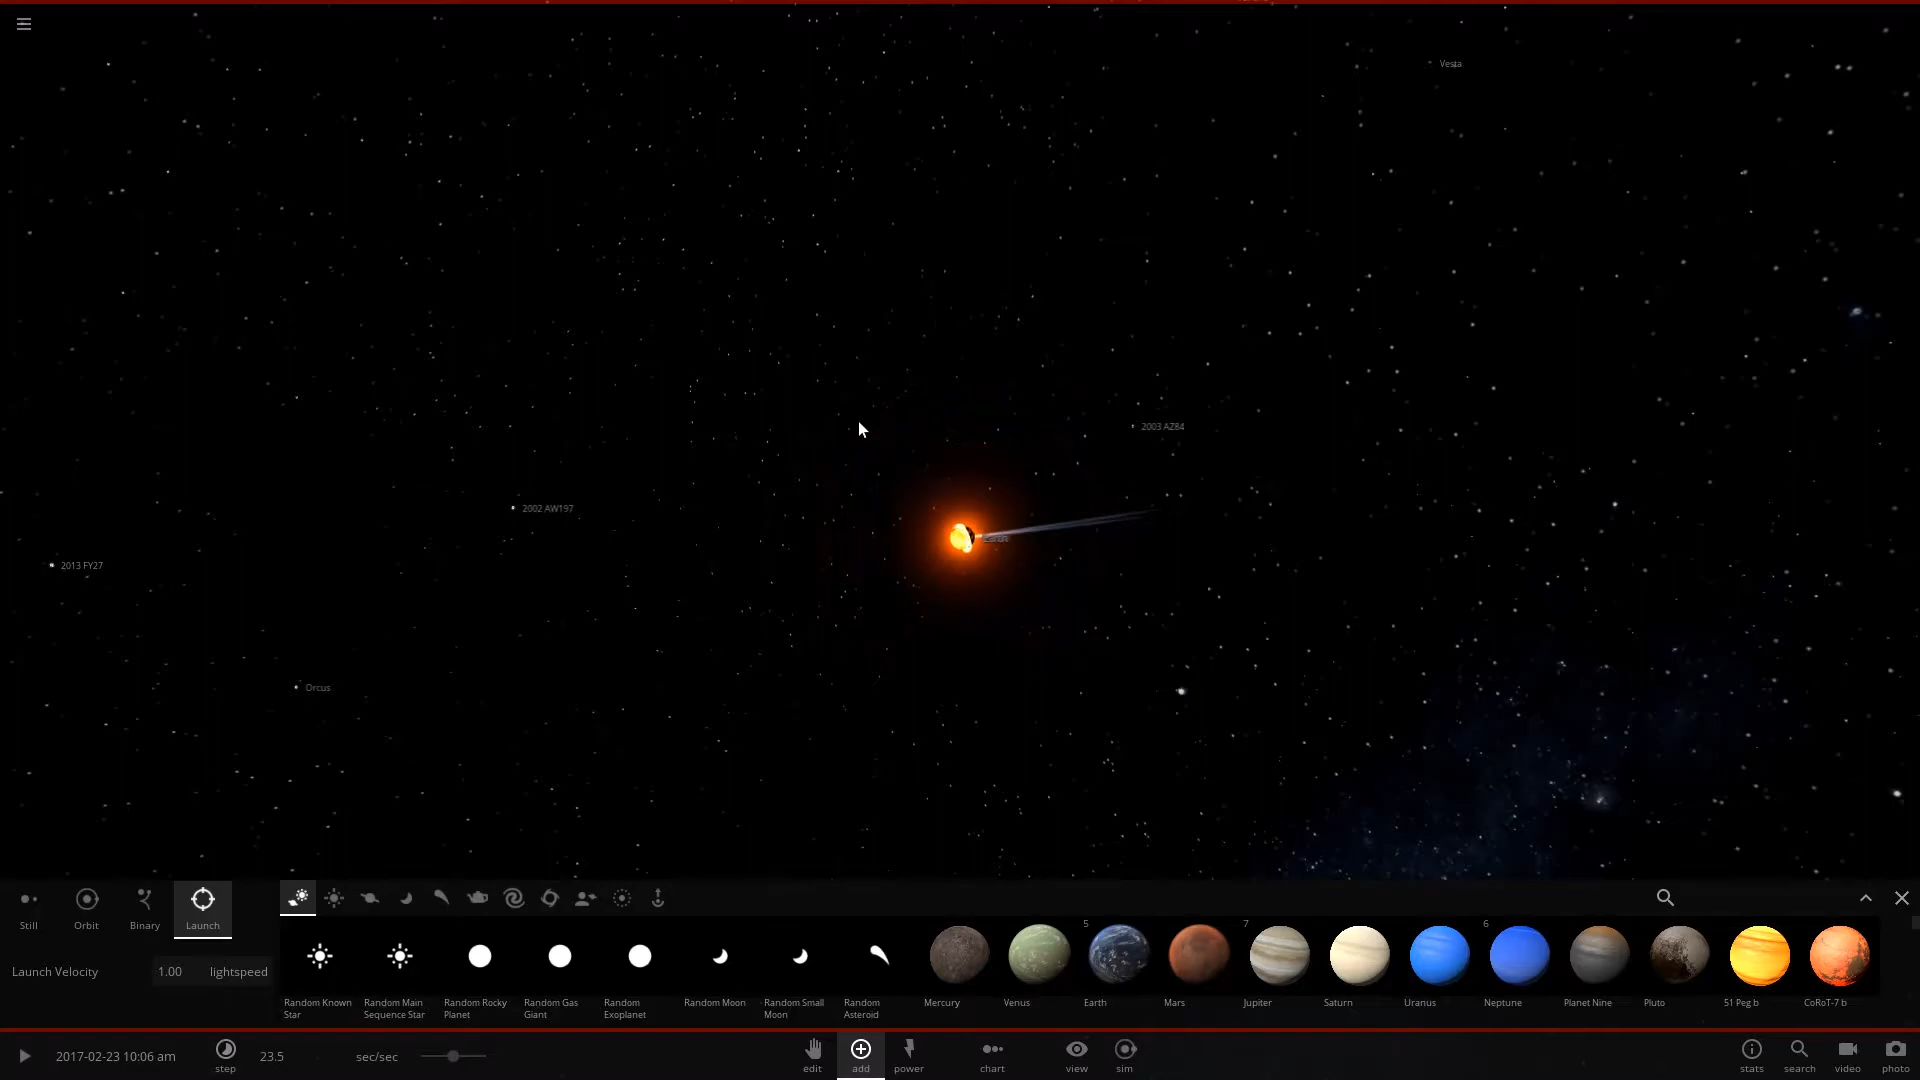 Vesta
2003 AZ84
2002 AW197
Earth
2013 FY27
Orcus
Still
Orbit
Binary
Launch
Launch Velocity
1.00
lightspeed
5
7
6
Random Known Star
Random Main Sequence Star
Random Rocky Planet
Random Gas Giant
Random Exoplanet
Random Moon
Random Small Moon
Random Asteroid
Mercury
Venus
Earth
Mars
Jupiter
Saturn
Uranus
Neptune
Planet Nine
Pluto
51 Peg b
CoRoT-7 b
2017-02-23 10:06 am
step
23.5
sec/sec
edit
add
power
chart
view
sim
stats
search
video
photo